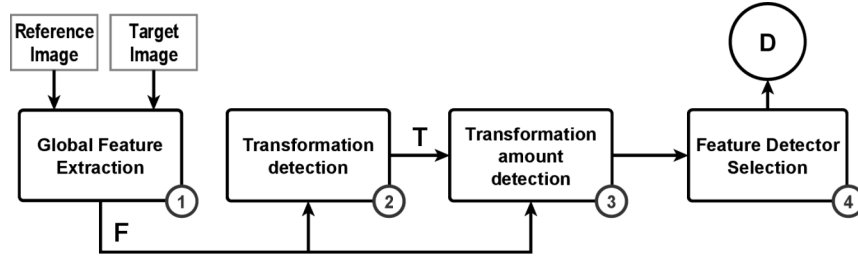 Reference
Image
Target
Image
D
Global Feature
Extraction
1
Transformation
detection
2
T
Transformation
amount
detection
3
Feature Detector
Selection
4
F